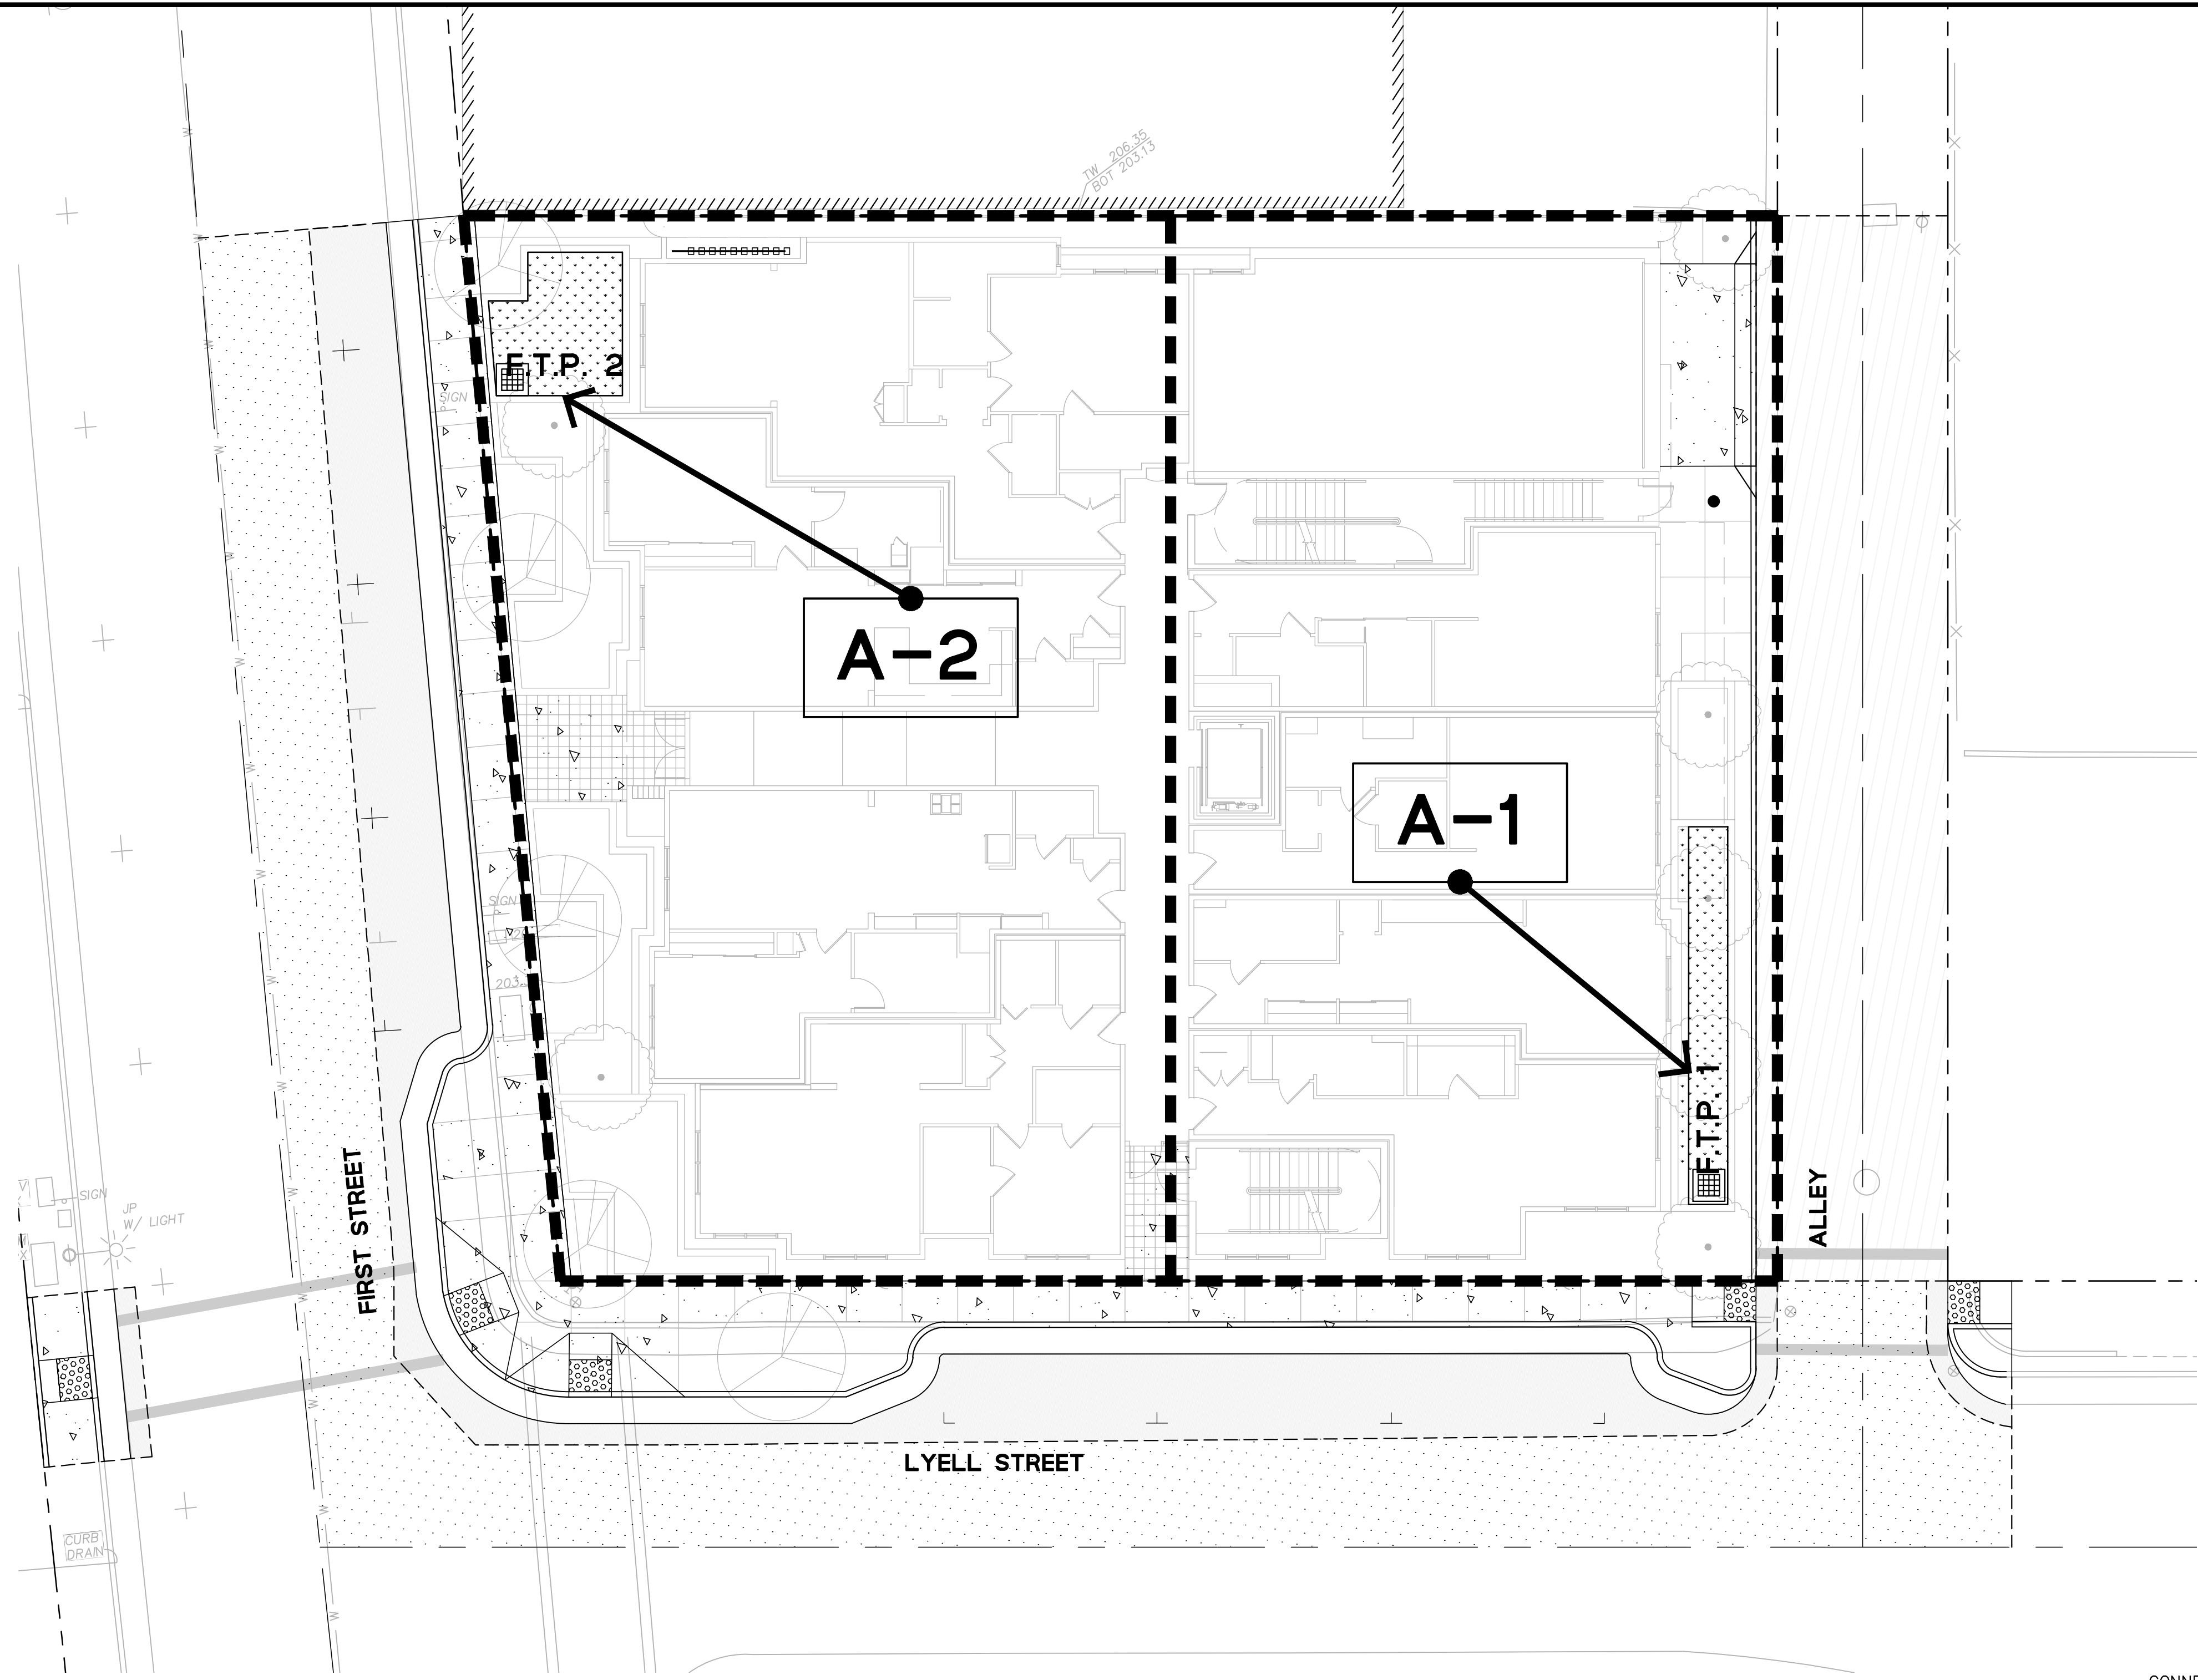 TW 206.35
BOT 203.13
F.T.P. 2
SIGN
A-2
A-1
SIGN
203.
F.T.P. 1
FIRST STREET
ALLEY
SIGN
JP
W/ LIGHT
LYELL STREET
CURB
DRAIN